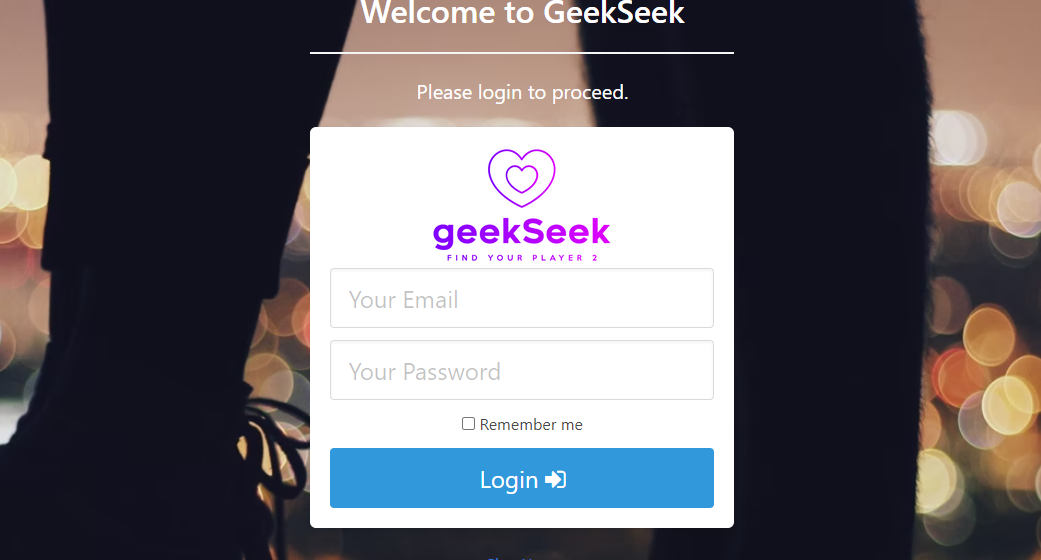 Welcome to GeekSeek
Please login to proceed.
geekSeek
FIND YOUR PLAYER 2
Your Email
Your Password
Remember me
Login